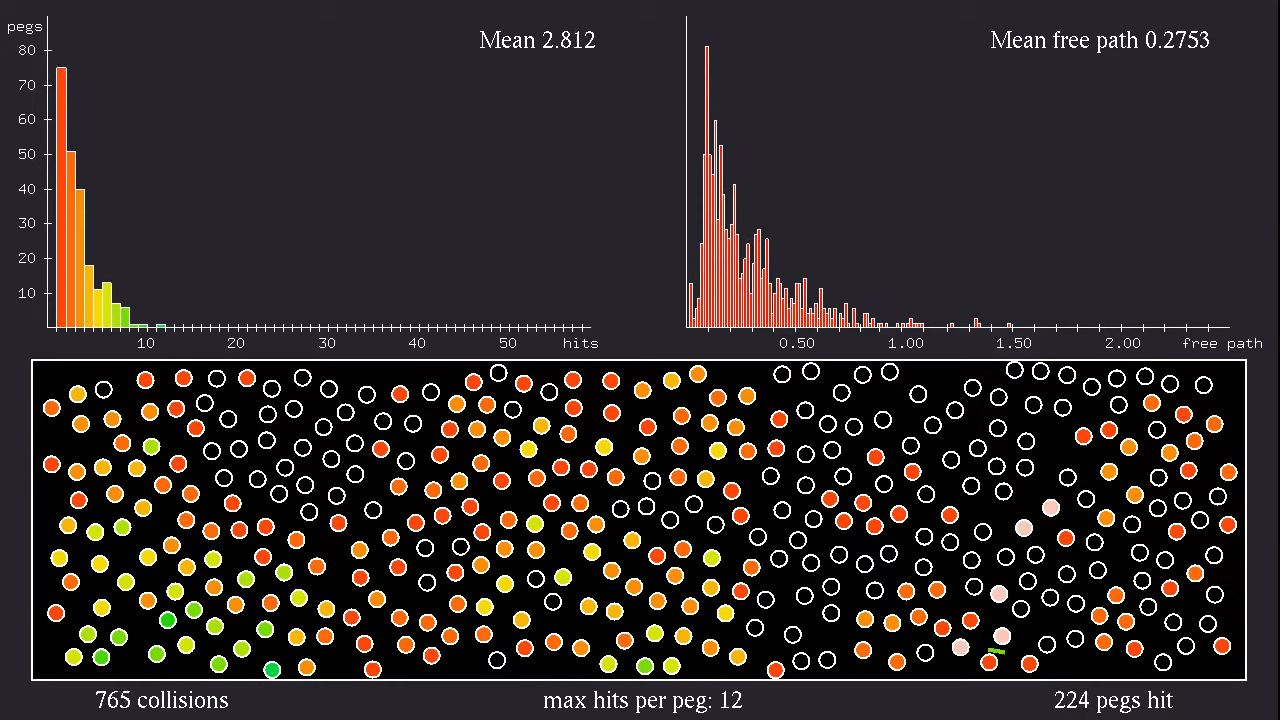 pegs
Mean 2.812
Mean free path 0.2753
80
70
60
50
40
30
20
10
10 20 30 40 50 hits
0.50 1.00 1.50 2.00 free path
765 collisions
max hits per peg: 12
224 pegs hit